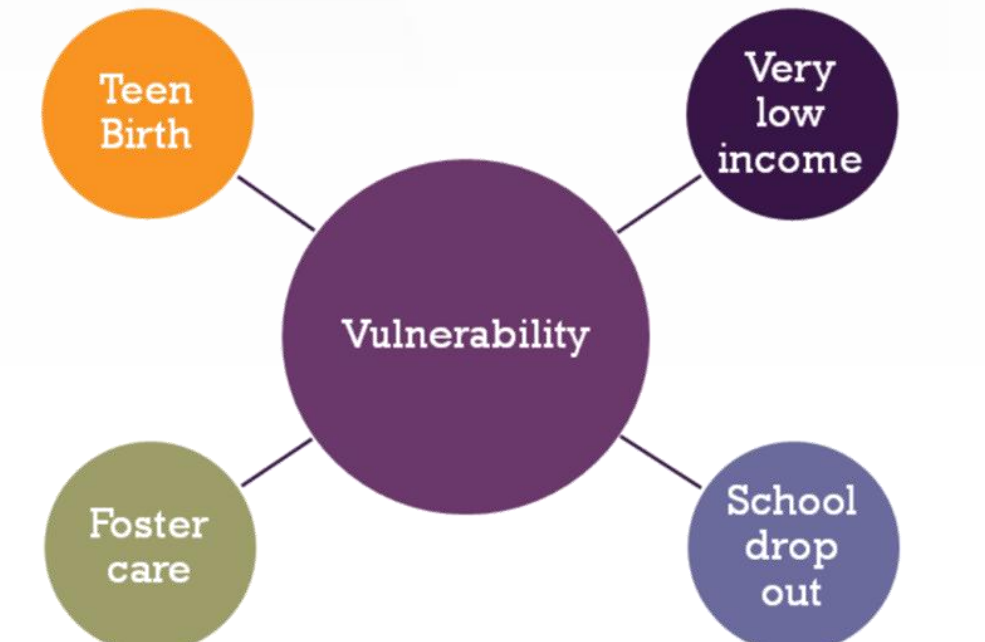 Teen
Birth
Very
low
income
Vulnerability
Foster
care
School
drop
out